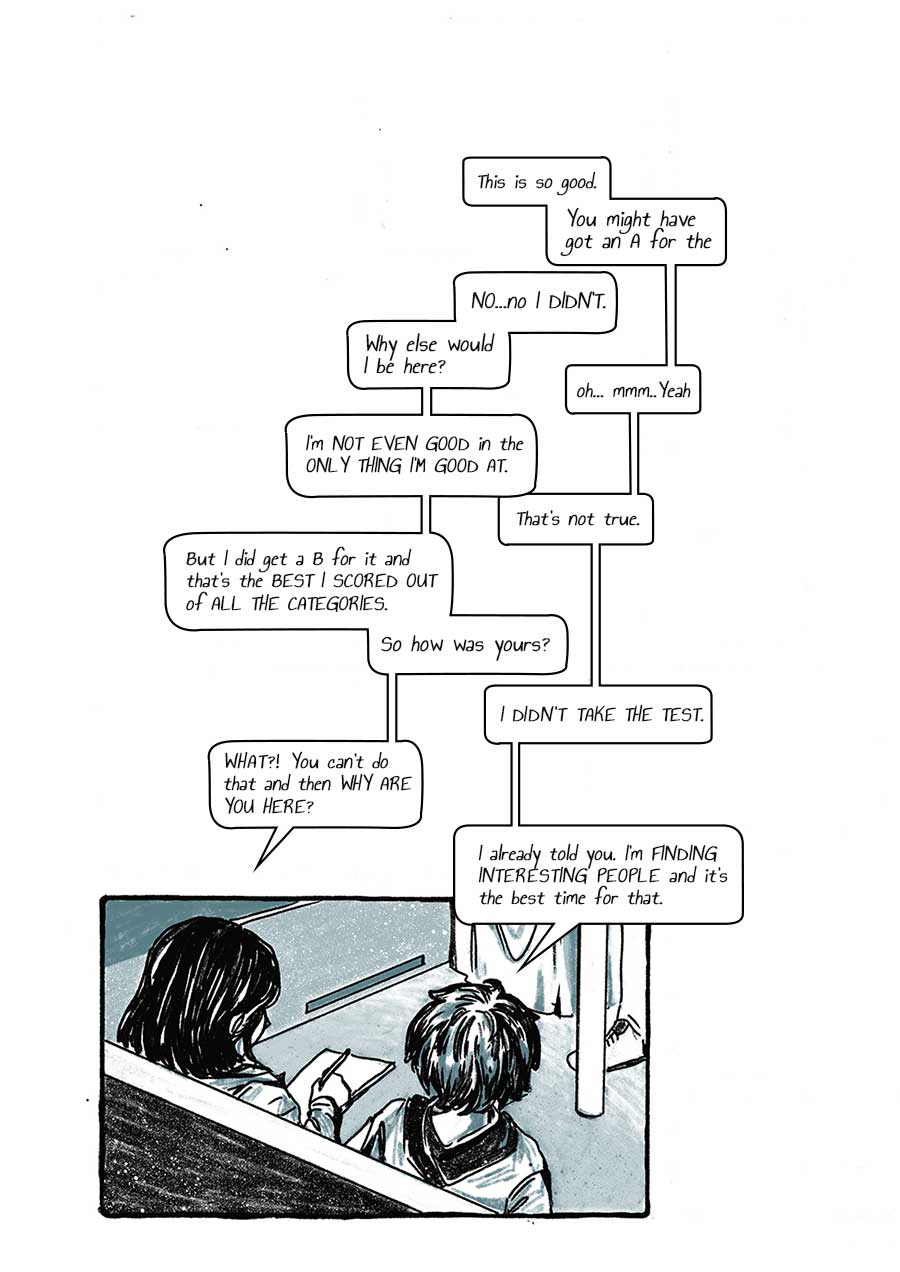 This is so good.
You might have
got an A for the
NO...no I DIDN'T.
Why else would
I be here?
oh... mmm..Yeah
I'm NOT EVEN GOOD in the
ONLY THING I'M GOOD AT.
That's not true.
But I did get a B for it and
that's the BEST I SCORED OUT
of ALL THE CATEGORIES.
So how was yours?
I DIDN'T TAKE THE TEST.
WHAT?! You can't do
that and then WHY ARE
YOU HERE?
I already told you. I'm FINDING
INTERESTING PEOPLE and it's
the best time for that.